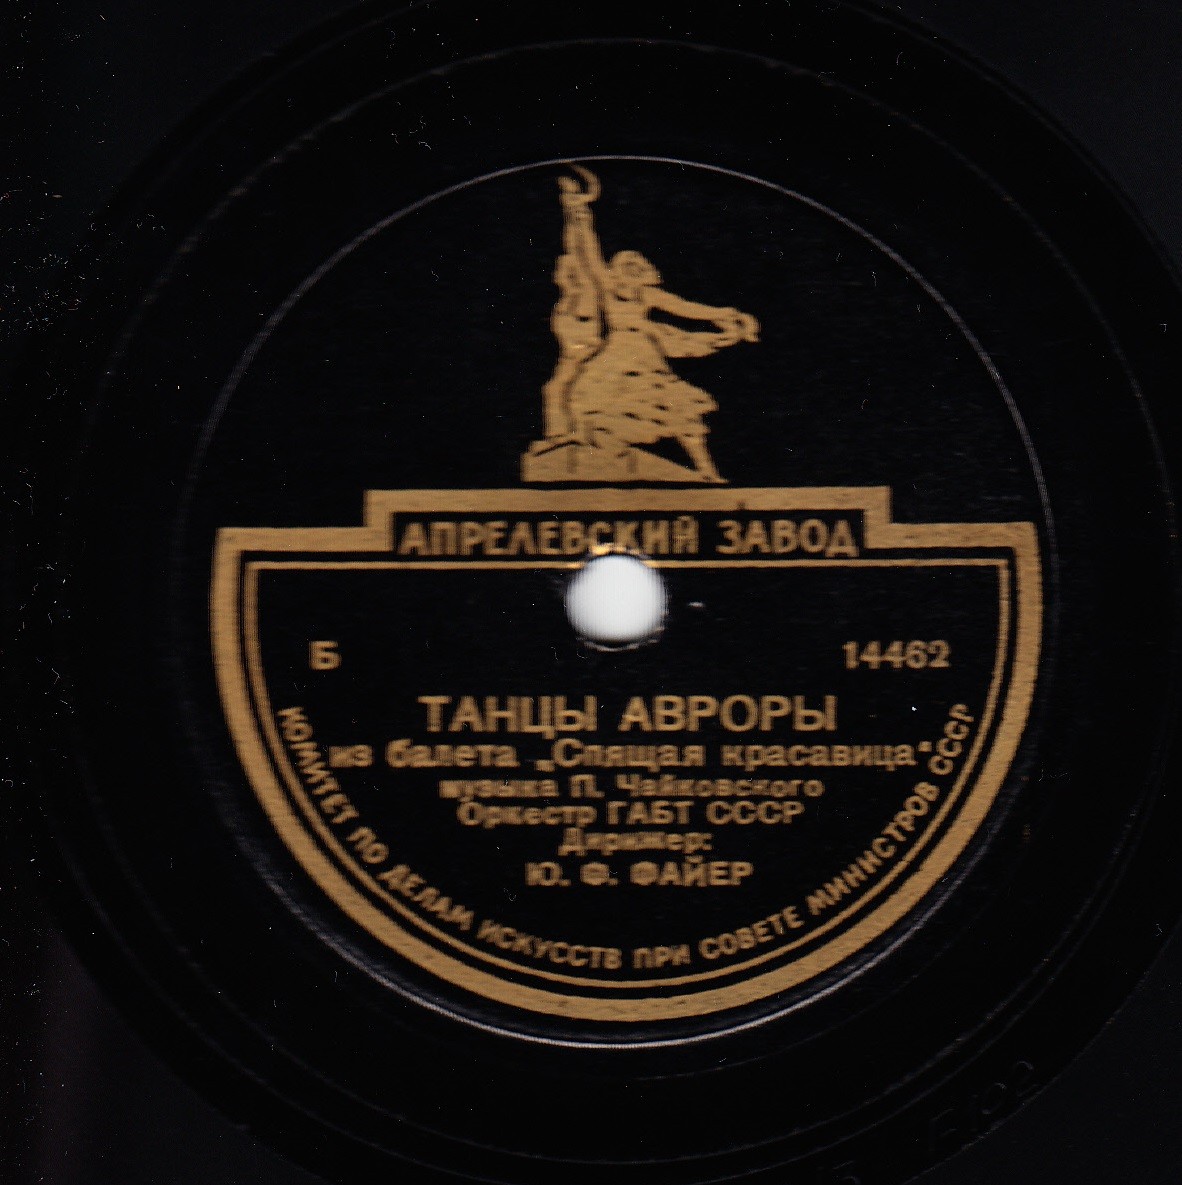 АПРЕЛЕВСКИЙ ЗАВОД
Б 14462
ТАНЦЫ АВРОРЫ
из балета „Спящая красавица“
музыка П. Чайковского
Оркестр ГАБТ СССР
Дирижер:
Ю. Ф. ФАЙЕР
КОМИТЕТ ПО ДЕЛАМ ИСКУССТВ ПРИ СОВЕТЕ МИНИСТРОВ СССР